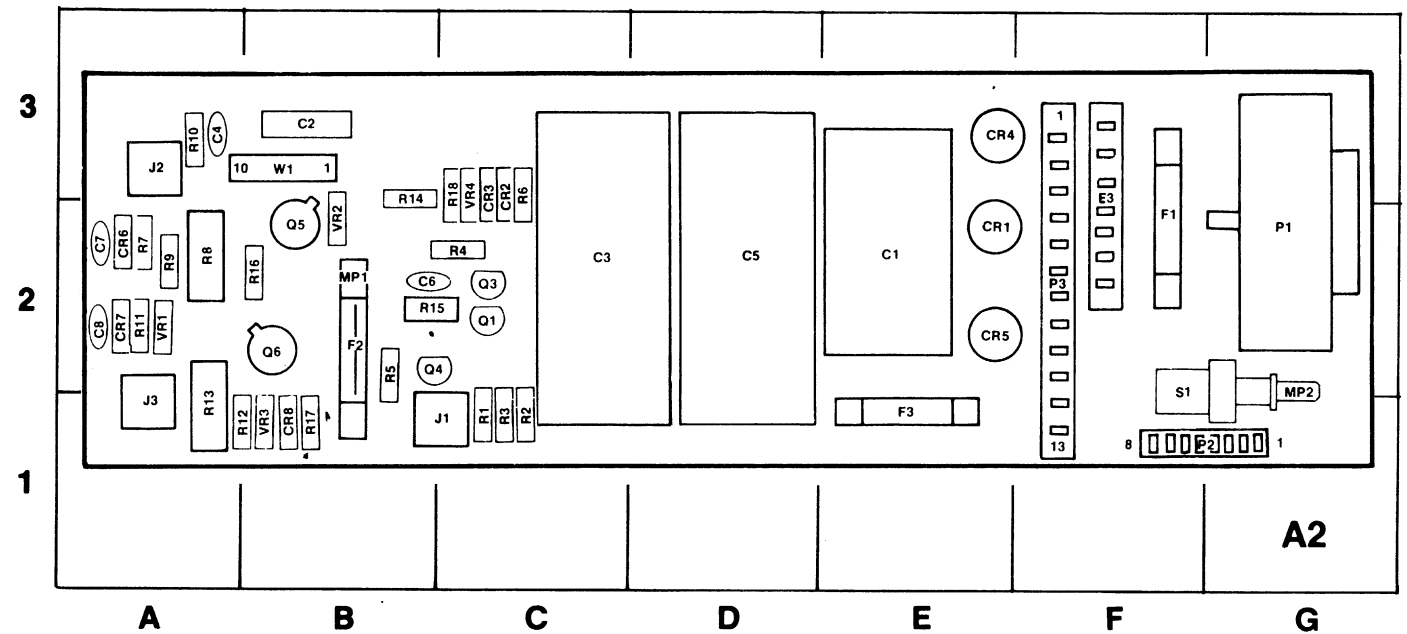 3
2
1
R10
C4
C2
J2
10 W1 1
R14
R18
VR4
CR3
CR2
R6
C7
CR6
R7
R9
R8
Q5
VR2
R16
MP1
R4
C6
Q3
R15
Q1
C8
CR7
R11
VR1
Q6
F2
R5
Q4
J3
R13
R12
VR3
CR8
R17
J1
R1
R3
R2
C3
C5
C1
CR4
CR1
CR5
F3
1
P3
13
E3
F1
P1
S1
MP2
8 P2 1
A2
A B C D E F G